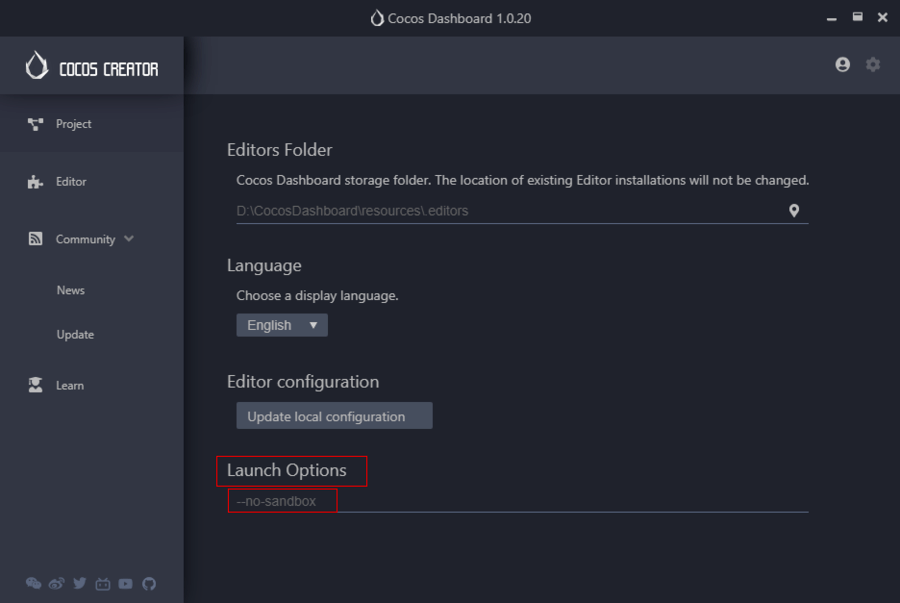 Cocos Dashboard 1.0.20
COCOS CREATOR
Project
Editor
Community
News
Update
Learn
Editors Folder
Cocos Dashboard storage folder. The location of existing Editor installations will not be changed.
D:\CocosDashboard\resources\.editors
Language
Choose a display language.
English
Editor configuration
Update local configuration
Launch Options
--no-sandbox